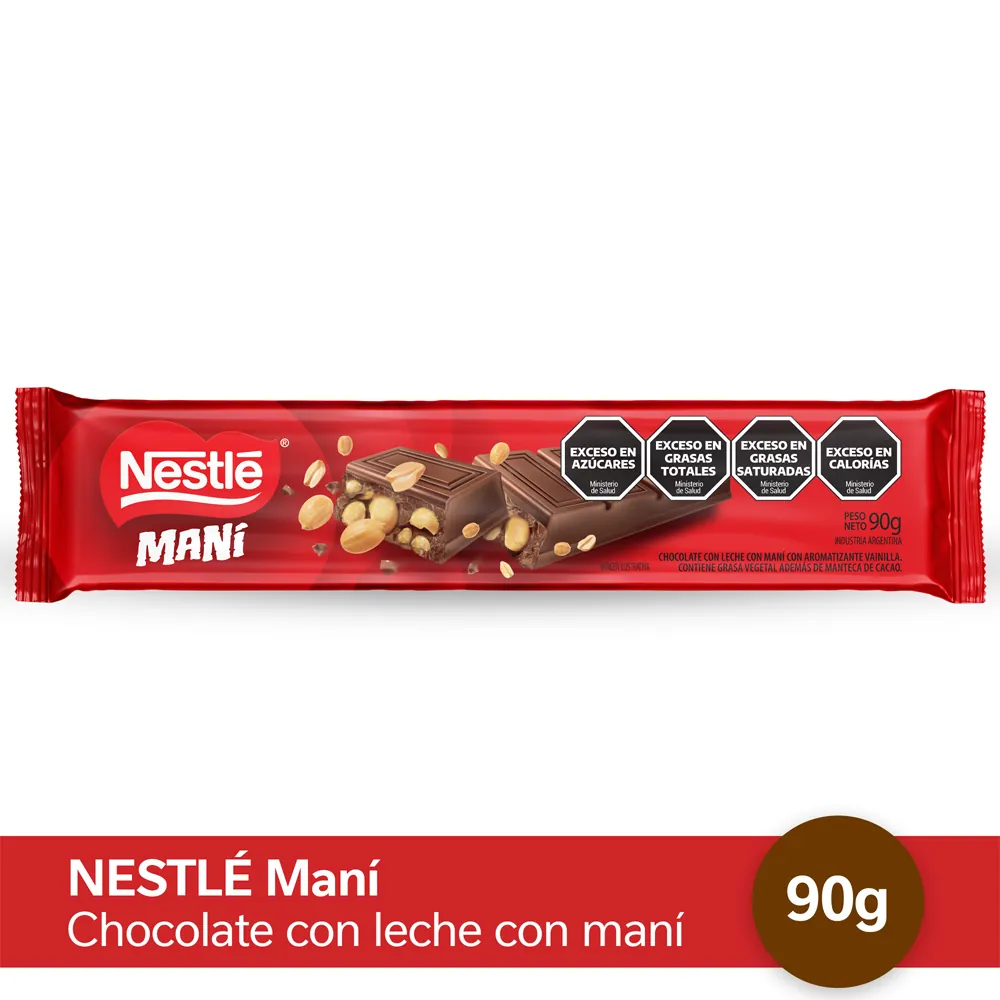 Nestlé
®
MANÍ
EXCESO EN
AZÚCARES
Ministerio
de Salud
EXCESO EN
GRASAS
TOTALES
Ministerio
de Salud
EXCESO EN
GRASAS
SATURADAS
Ministerio
de Salud
EXCESO EN
CALORÍAS
Ministerio
de Salud
PESO
NETO 90g
INDUSTRIA ARGENTINA
CHOCOLATE CON LECHE CON MANÍ CON AROMATIZANTE VAINILLA.
CONTIENE GRASA VEGETAL ADEMÁS DE MANTECA DE CACAO.
IMAGEN ILUSTRATIVA
NESTLÉ Maní
Chocolate con leche con maní
90g